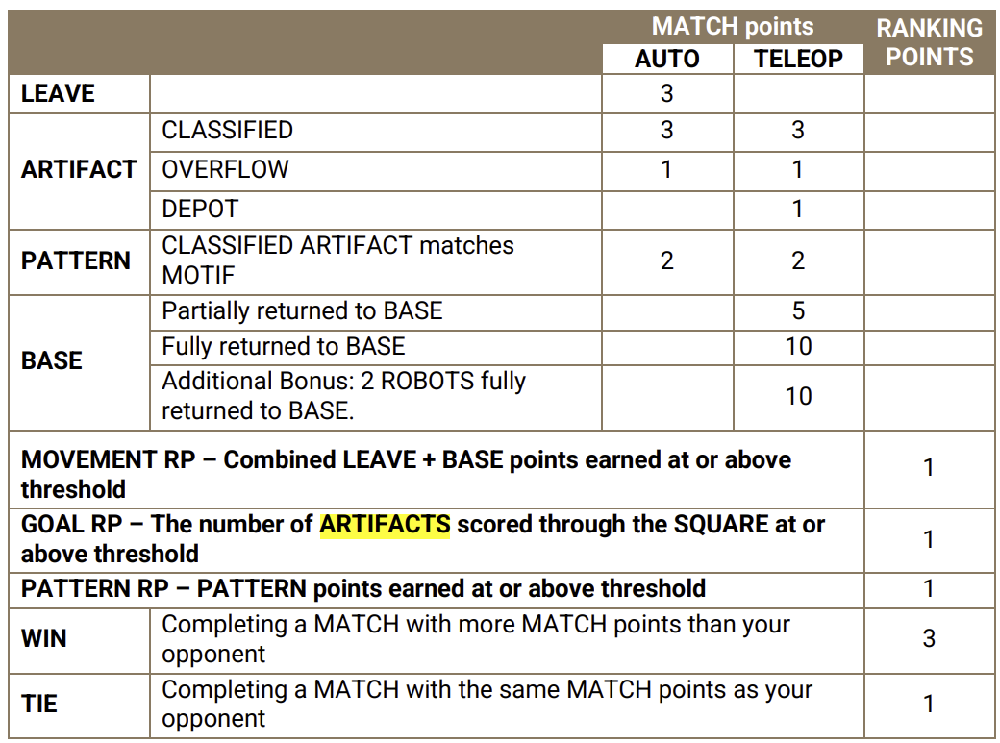 MATCH points
RANKING
POINTS
AUTO
TELEOP
LEAVE
3
ARTIFACT
CLASSIFIED
3
3
OVERFLOW
1
1
DEPOT
1
PATTERN
CLASSIFIED ARTIFACT matches
MOTIF
2
2
BASE
Partially returned to BASE
5
Fully returned to BASE
10
Additional Bonus: 2 ROBOTS fully
returned to BASE.
10
MOVEMENT RP – Combined LEAVE + BASE points earned at or above
threshold
1
GOAL RP – The number of ARTIFACTS scored through the SQUARE at or
above threshold
1
PATTERN RP – PATTERN points earned at or above threshold
1
WIN
Completing a MATCH with more MATCH points than your
opponent
3
TIE
Completing a MATCH with the same MATCH points as your
opponent
1